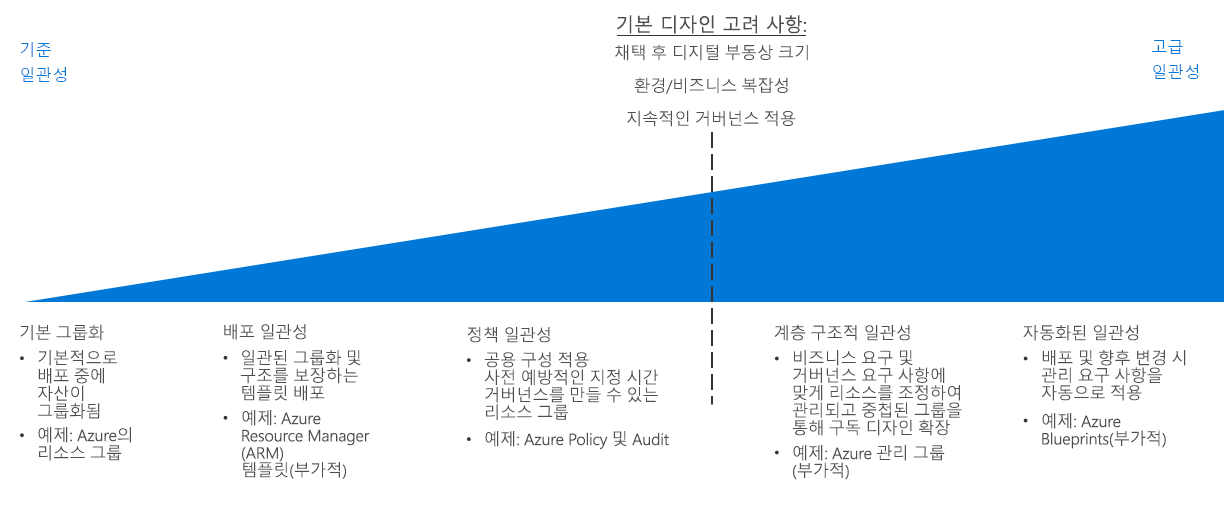 기본 디자인 고려 사항:
채택 후 디지털 부동상 크기
환경/비즈니스 복잡성
지속적인 거버넌스 적용
기준
일관성
고급
일관성
기본 그룹화
• 기본적으로
배포 중에
자산이
그룹화됨
• 예제: Azure의
리소스 그룹
배포 일관성
• 일관된 그룹화 및
구조를 보장하는
템플릿 배포
• 예제: Azure
Resource Manager
(ARM)
템플릿(부가적)
정책 일관성
• 공용 구성 적용
사전 예방적인 지정 시간
거버넌스를 만들 수 있는
리소스 그룹
• 예제: Azure Policy 및 Audit
계층 구조적 일관성
• 비즈니스 요구 및
거버넌스 요구 사항에
맞게 리소스를 조정하여
관리되고 중첩된 그룹을
통해 구독 디자인 확장
• 예제: Azure 관리 그룹
(부가적)
자동화된 일관성
• 배포 및 향후 변경 시
관리 요구 사항을
자동으로 적용
• 예제: Azure
Blueprints(부가적)